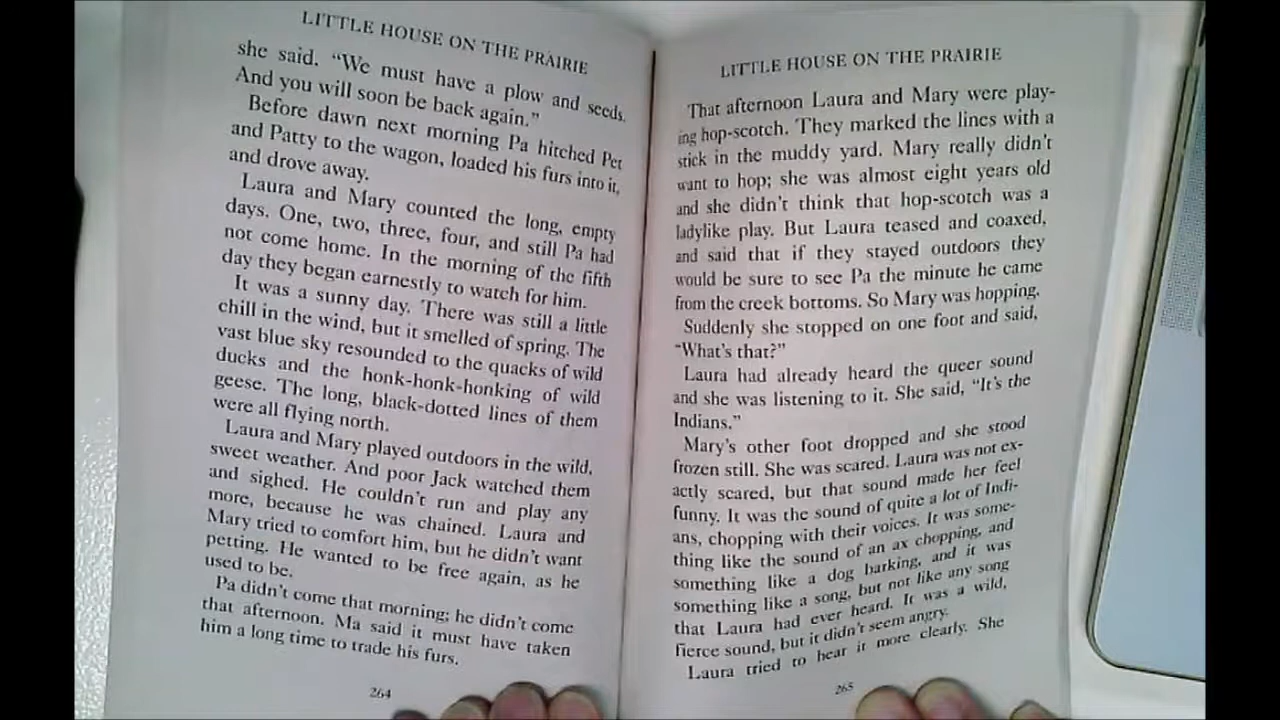 LITTLE HOUSE ON THE PRAIRIE
she said. “We must have a plow and seeds.
And you will soon be back again.”
Before dawn next morning Pa hitched Pet
and Patty to the wagon, loaded his furs into it,
and drove away.
Laura and Mary counted the long, empty
days. One, two, three, four, and still Pa had
not come home. In the morning of the fifth
day they began earnestly to watch for him.
It was a sunny day. There was still a little
chill in the wind, but it smelled of spring. The
vast blue sky resounded to the quacks of wild
ducks and the honk-honk-honking of wild
geese. The long, black-dotted lines of them
were all flying north.
Laura and Mary played outdoors in the wild,
sweet weather. And poor Jack watched them
and sighed. He couldn’t run and play any
more, because he was chained. Laura and
Mary tried to comfort him, but he didn’t want
petting. He wanted to be free again, as he
used to be.
Pa didn’t come that morning; he didn’t come
that afternoon. Ma said it must have taken
him a long time to trade his furs.
264
LITTLE HOUSE ON THE PRAIRIE
That afternoon Laura and Mary were play-
ing hop-scotch. They marked the lines with a
stick in the muddy yard. Mary really didn’t
want to hop; she was almost eight years old
and she didn’t think that hop-scotch was a
ladylike play. But Laura teased and coaxed,
and said that if they stayed outdoors they
would be sure to see Pa the minute he came
from the creek bottoms. So Mary was hopping.
Suddenly she stopped on one foot and said,
“What’s that?”
Laura had already heard the queer sound
and she was listening to it. She said, “It’s the
Indians.”
Mary’s other foot dropped and she stood
frozen still. She was scared. Laura was not ex-
actly scared, but that sound made her feel
funny. It was the sound of quite a lot of Indi-
ans, chopping with their voices. It was some-
thing like the sound of an ax chopping, and
something like a dog barking, and it was
something like a song, but not like any song
that Laura had ever heard. It was a wild,
fierce sound, but it didn’t seem angry.
Laura tried to hear it more clearly. She
265